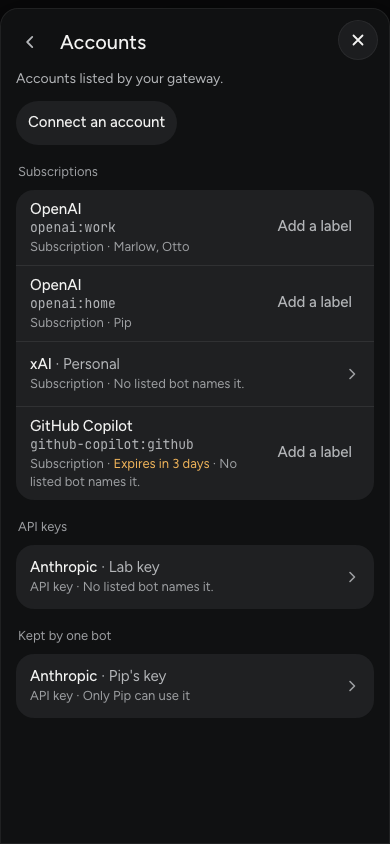 Accounts
Accounts listed by your gateway.
Connect an account
Subscriptions
OpenAI
openai:work
Subscription · Marlow, Otto
Add a label
OpenAI
openai:home
Subscription · Pip
Add a label
xAI · Personal
Subscription · No listed bot names it.
GitHub Copilot
github-copilot:github
Subscription · Expires in 3 days · No
listed bot names it.
Add a label
API keys
Anthropic · Lab key
API key · No listed bot names it.
Kept by one bot
Anthropic · Pip's key
API key · Only Pip can use it